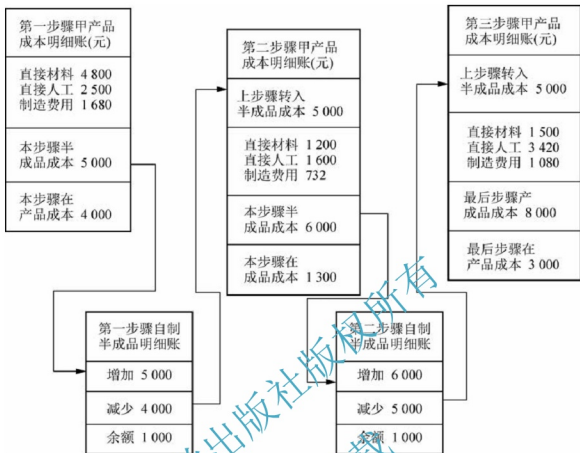 第一步骤甲产品
成本明细账(元)
直接材料 4 800
直接人工 2 500
制造费用 1 680
本步骤半
成品成本 5 000
本步骤在
产品成本 4 000
第二步骤甲产品
成本明细账(元)
上步骤转入
半成品成本 5 000
直接材料 1 200
直接人工 1 600
制造费用 732
本步骤半
成品成本 6 000
本步骤在
成品成本 1 300
第三步骤甲产品
成本明细账(元)
上步骤转入
半成品成本 5 000
直接材料 1 500
直接人工 3 420
制造费用 1 080
最后步骤产
成品成本 8 000
最后步骤在
产品成本 3 000
第一步骤自制
半成品明细账
增加 5 000
减少 4 000
余额 1 000
第二步骤自制
半成品明细账
增加 6 000
减少 5 000
余额 1 000
出版社版权所有